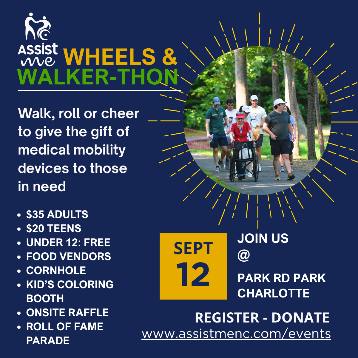 Assist
me
WHEELS &
WALKER-THON
Walk, roll or cheer
to give the gift of
medical mobility
devices to those
in need
• $35 ADULTS
• $20 TEENS
• UNDER 12: FREE
• FOOD VENDORS
• CORNHOLE
• KID'S COLORING
BOOTH
• ONSITE RAFFLE
• ROLL OF FAME
PARADE
SEPT
12
JOIN US
@
PARK RD PARK
CHARLOTTE
REGISTER - DONATE
www.assistmenc.com/events